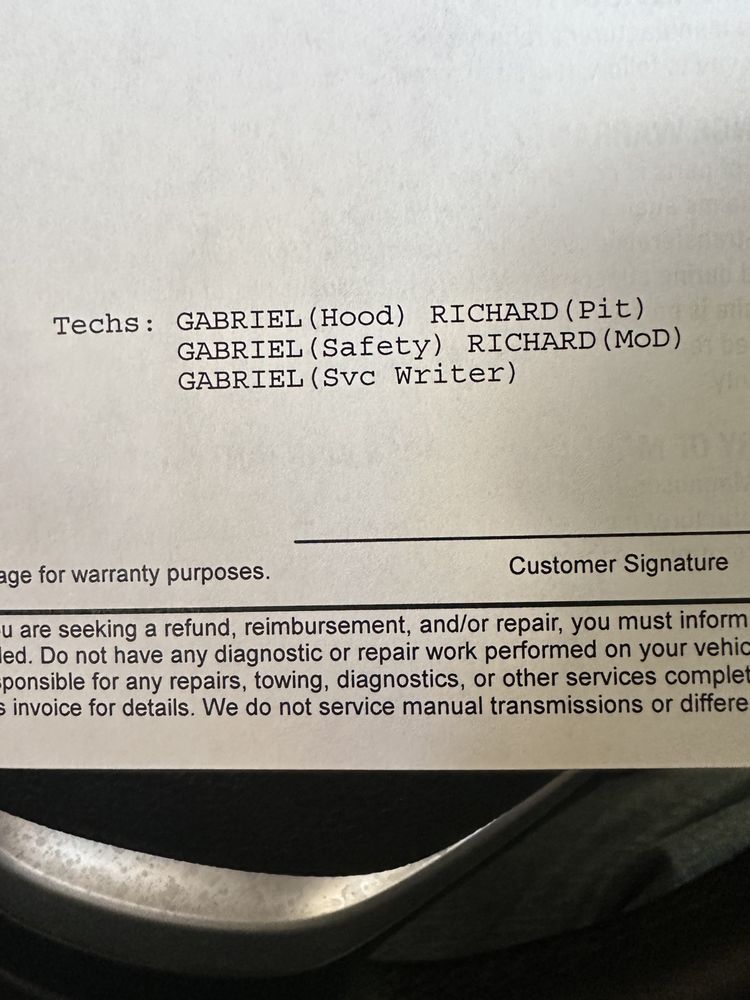 Techs: GABRIEL(Hood) RICHARD(Pit)
GABRIEL(Safety) RICHARD(MoD)
GABRIEL(Svc Writer)
age for warranty purposes.
Customer Signature
u are seeking a refund, reimbursement, and/or repair, you must inform
led. Do not have any diagnostic or repair work performed on your vehic
ponsible for any repairs, towing, diagnostics, or other services complet
s invoice for details. We do not service manual transmissions or differe